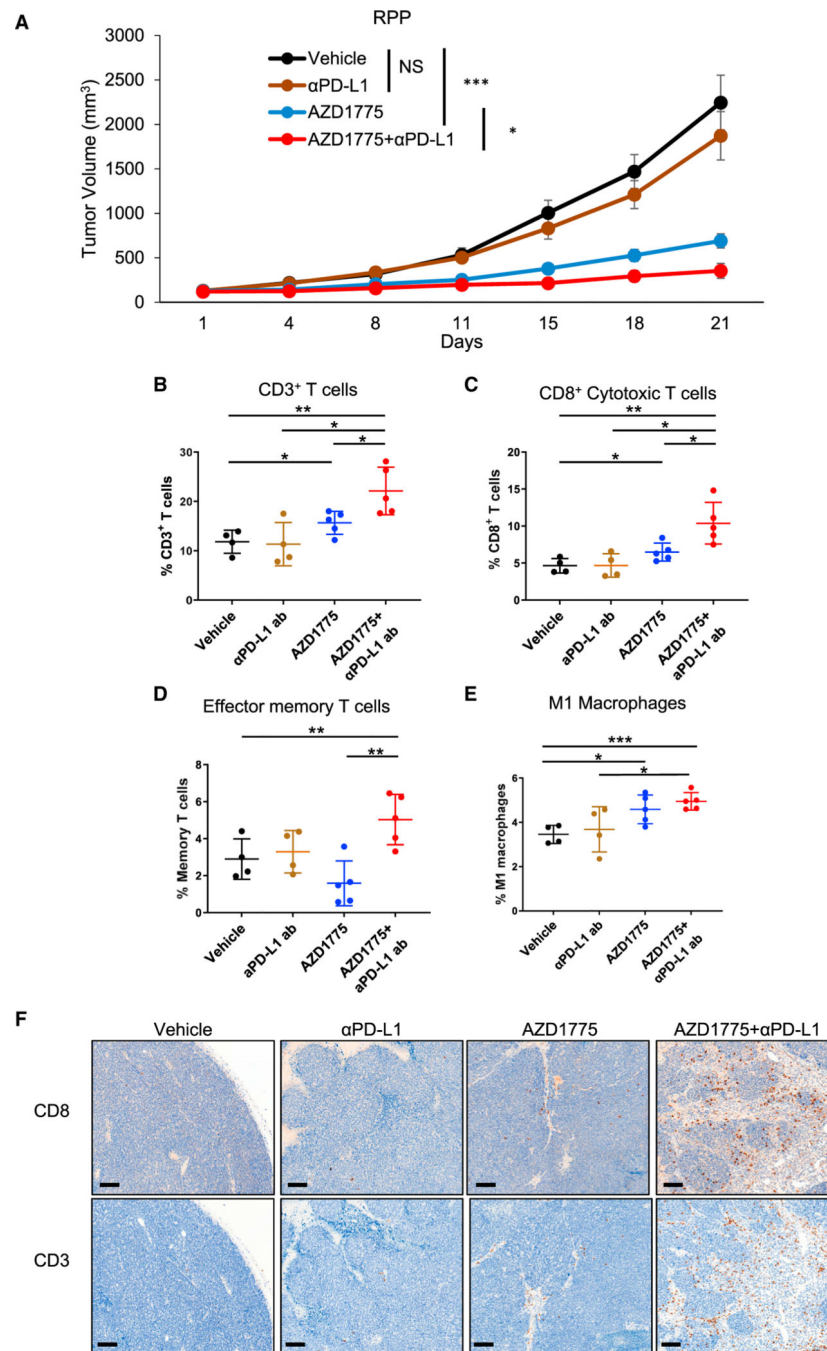 A
RPP
Tumor Volume (mm³)
3000
2500
2000
1500
1000
500
0
Vehicle
αPD-L1
AZD1775
AZD1775+αPD-L1
NS
***
*
1 4 8 11 15 18 21
Days
B
CD3⁺ T cells
**
*
*
*
% CD3⁺ T cells
30
20
10
0
Vehicle
αPD-L1 ab
AZD1775
AZD1775+
αPD-L1 ab
C
CD8⁺ Cytotoxic T cells
**
*
*
*
% CD8⁺ T cells
20
15
10
5
0
Vehicle
aPD-L1 ab
AZD1775
AZD1775+
aPD-L1 ab
D
Effector memory T cells
**
**
% Memory T cells
8
6
4
2
0
Vehicle
aPD-L1 ab
AZD1775
AZD1775+
aPD-L1 ab
E
M1 Macrophages
***
*
*
% M1 macrophages
6
4
2
0
Vehicle
αPD-L1 ab
AZD1775
AZD1775+
αPD-L1 ab
F
Vehicle αPD-L1 AZD1775 AZD1775+αPD-L1
CD8
CD3